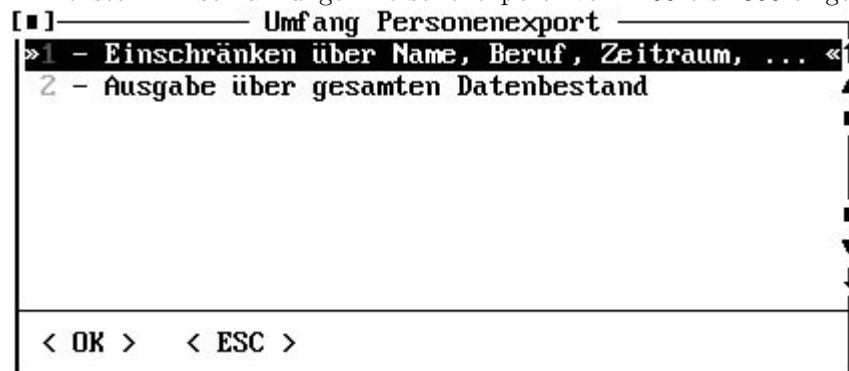 [■] Umfang Personenexport
»1 - Einschränken über Name, Beruf, Zeitraum, ... «
2 - Ausgabe über gesamten Datenbestand
< OK > < ESC >